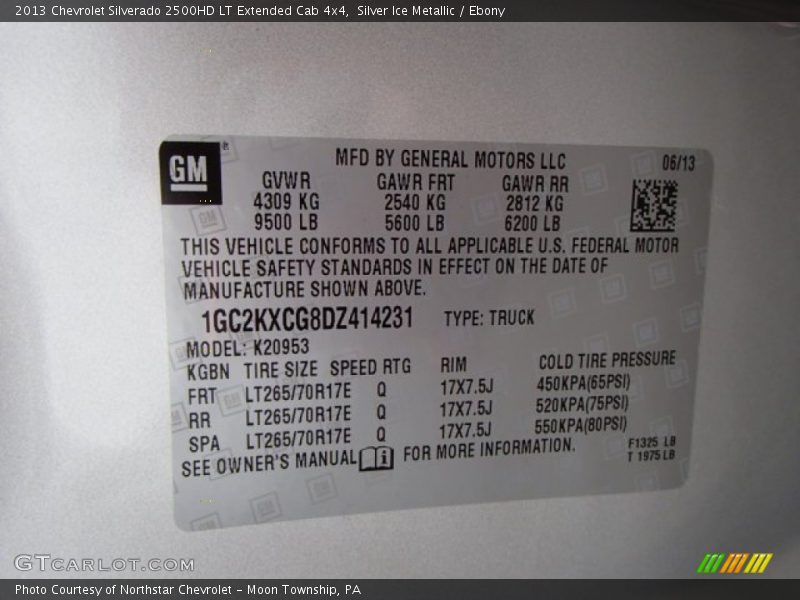 2013 Chevrolet Silverado 2500HD LT Extended Cab 4x4, Silver Ice Metallic / Ebony
GM ®
MFD BY GENERAL MOTORS LLC 06/13
GVWR GAWR FRT GAWR RR
4309 KG 2540 KG 2812 KG
9500 LB 5600 LB 6200 LB
THIS VEHICLE CONFORMS TO ALL APPLICABLE U.S. FEDERAL MOTOR
VEHICLE SAFETY STANDARDS IN EFFECT ON THE DATE OF
MANUFACTURE SHOWN ABOVE.
1GC2KXCG8DZ414231 TYPE: TRUCK
MODEL: K20953
KGBN TIRE SIZE SPEED RTG RIM COLD TIRE PRESSURE
FRT LT265/70R17E Q 17X7.5J 450KPA(65PSI)
RR LT265/70R17E Q 17X7.5J 520KPA(75PSI)
SPA LT265/70R17E Q 17X7.5J 550KPA(80PSI)
SEE OWNER'S MANUAL i FOR MORE INFORMATION.
F1325 LB
T 1975 LB
GTCARLOT.COM
Photo Courtesy of Northstar Chevrolet – Moon Township, PA